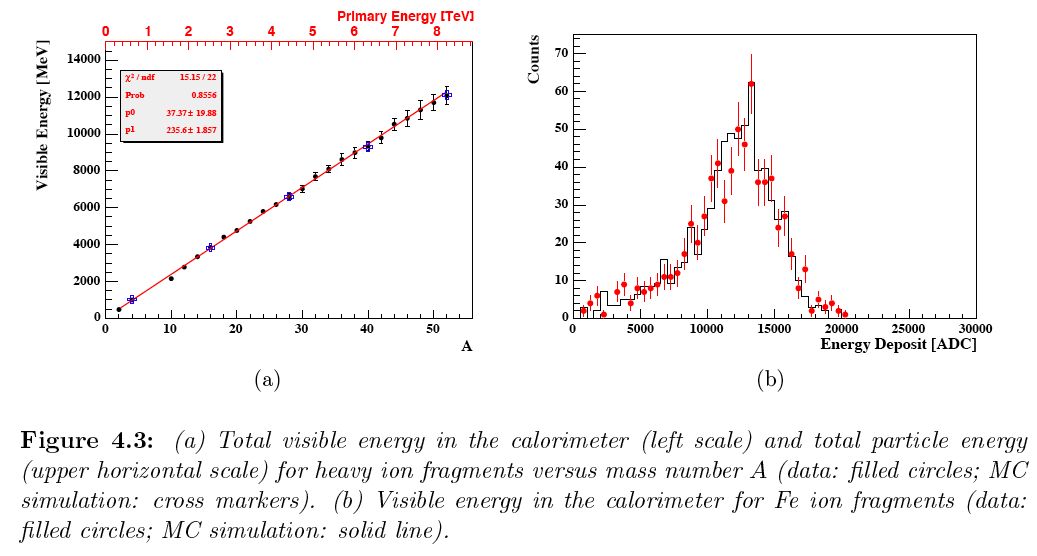 Primary Energy [TeV]
0 1 2 3 4 5 6 7 8
Visible Energy [MeV]
14000
12000
10000
8000
6000
4000
2000
0
χ² / ndf 15.15 / 22
Prob 0.8556
p0 37.37± 19.88
p1 235.6± 1.857
0 10 20 30 40 50
A
(a)
Counts
70
60
50
40
30
20
10
0
0 5000 10000 15000 20000 25000 30000
Energy Deposit [ADC]
(b)
Figure 4.3: (a) Total visible energy in the calorimeter (left scale) and total particle energy
(upper horizontal scale) for heavy ion fragments versus mass number A (data: filled circles; MC
simulation: cross markers). (b) Visible energy in the calorimeter for Fe ion fragments (data:
filled circles; MC simulation: solid line).